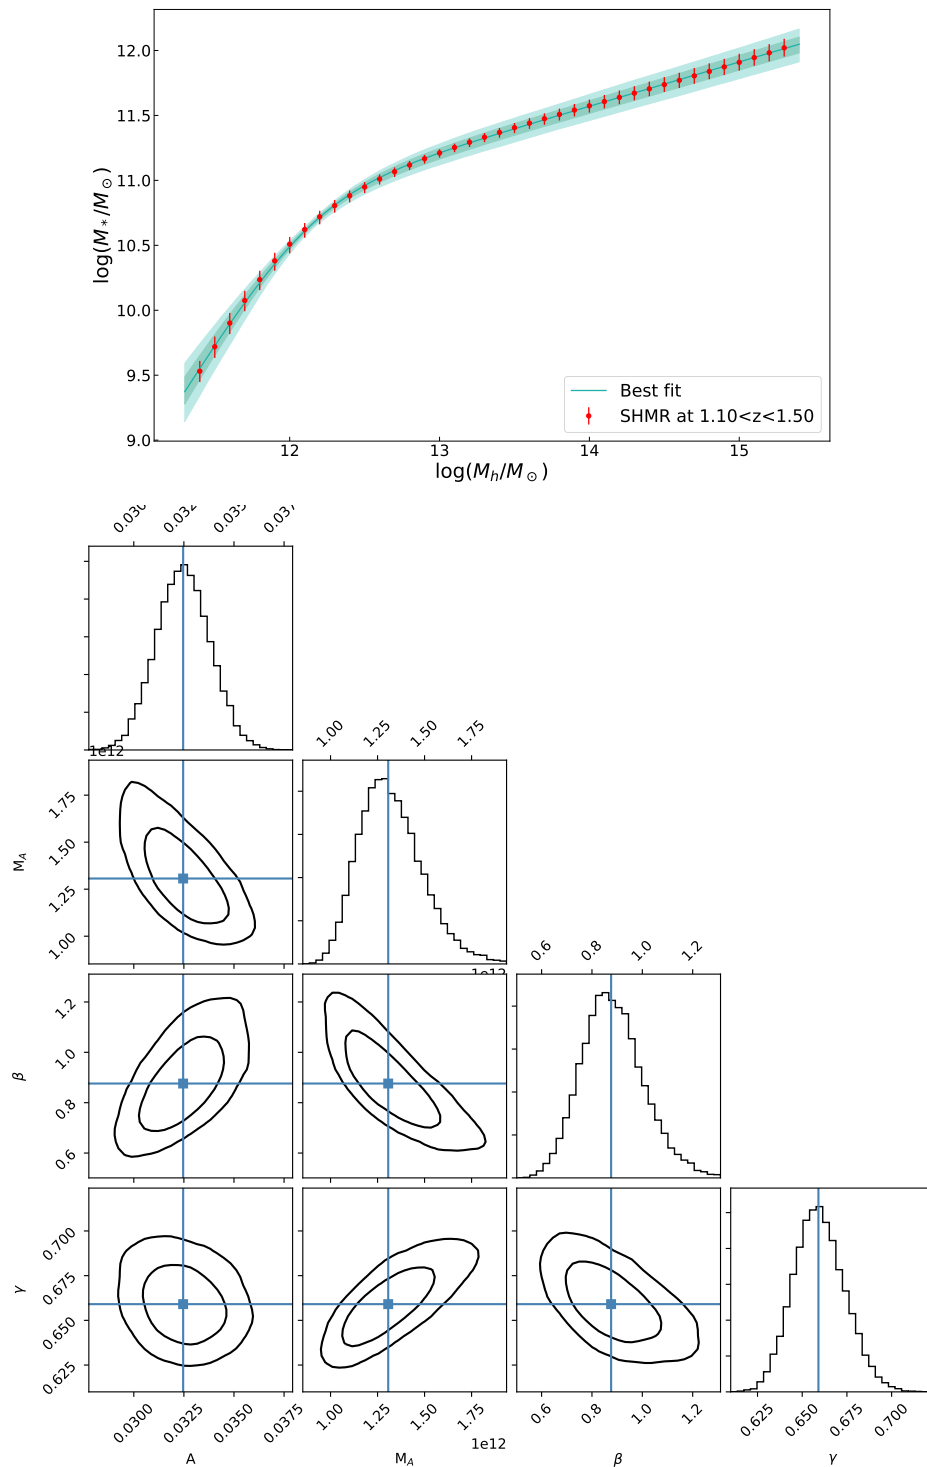 12.0
11.5
11.0
10.5
10.0
9.5
9.0
log(M*/M⊙)
Best fit
SHMR at 1.10<z<1.50
12 13 14 15
log(Mh/M⊙)
1.00 1.25 1.50 1.75
1e12
1.75
1.50
1.25
1.00
MA
0.6 0.8 1.0 1.2
1.2
1.0
0.8
0.6
β
0.700
0.675
0.650
0.625
γ
0.0300 0.0325 0.0350 0.0375 1.00 1.25 1.50 1.75 0.6 0.8 1.0 1.2 0.625 0.650 0.675 0.700
1e12
A MA β γ